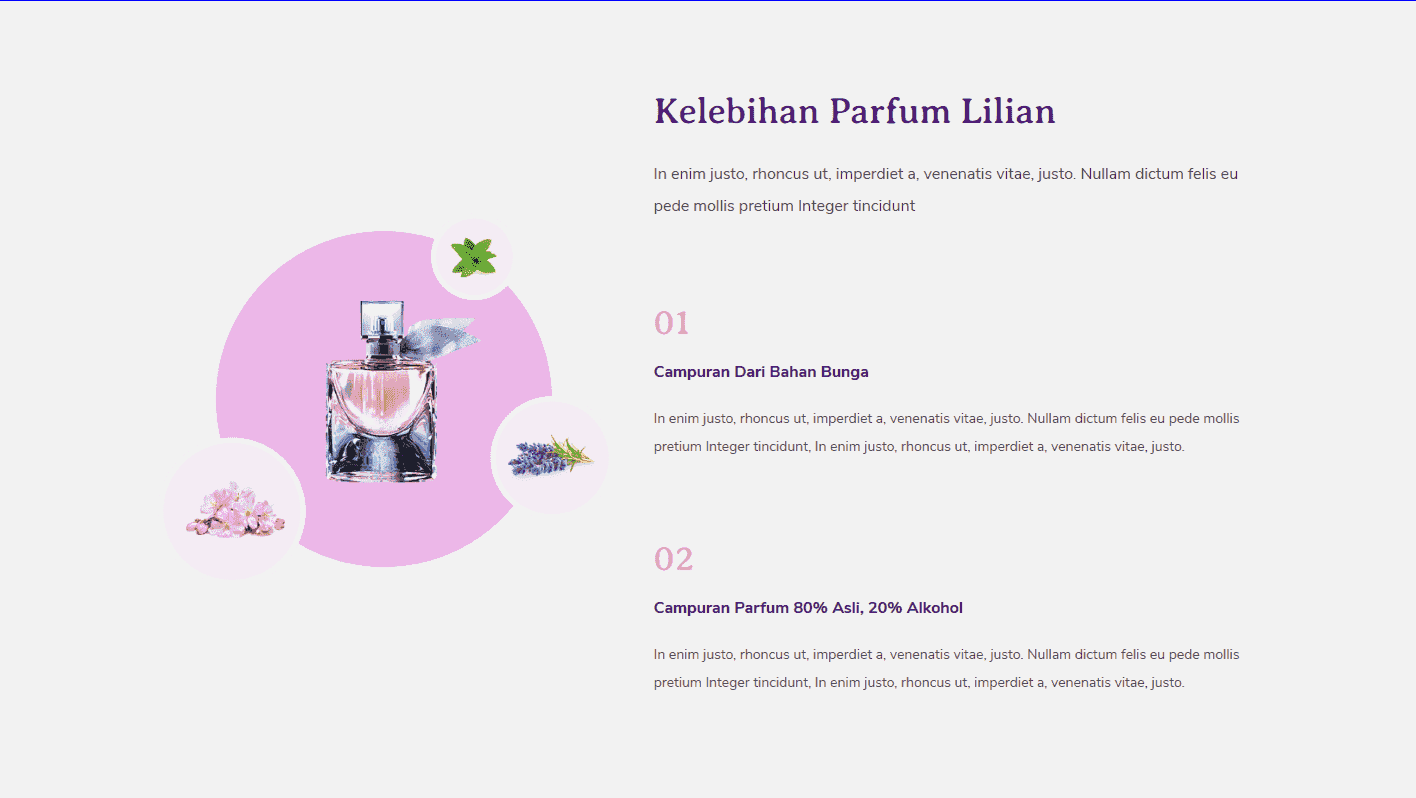 Kelebihan Parfum Lilian
In enim justo, rhoncus ut, imperdiet a, venenatis vitae, justo. Nullam dictum felis eu
pede mollis pretium Integer tincidunt
01
Campuran Dari Bahan Bunga
In enim justo, rhoncus ut, imperdiet a, venenatis vitae, justo. Nullam dictum felis eu pede mollis
pretium Integer tincidunt, In enim justo, rhoncus ut, imperdiet a, venenatis vitae, justo.
02
Campuran Parfum 80% Asli, 20% Alkohol
In enim justo, rhoncus ut, imperdiet a, venenatis vitae, justo. Nullam dictum felis eu pede mollis
pretium Integer tincidunt, In enim justo, rhoncus ut, imperdiet a, venenatis vitae, justo.